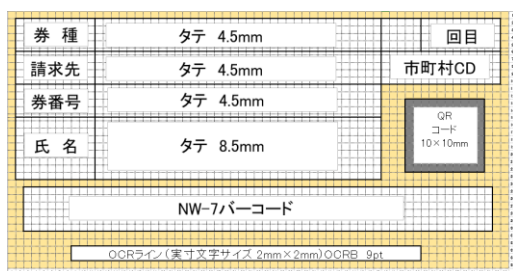 券 種 タテ 4.5mm 回目
請求先 タテ 4.5mm 市町村CD
券番号 タテ 4.5mm
氏 名 タテ 8.5mm
QR
コード
10×10mm
NW-7バーコード
OCRライン(実寸文字サイズ 2mm×2mm)OCRB 9pt